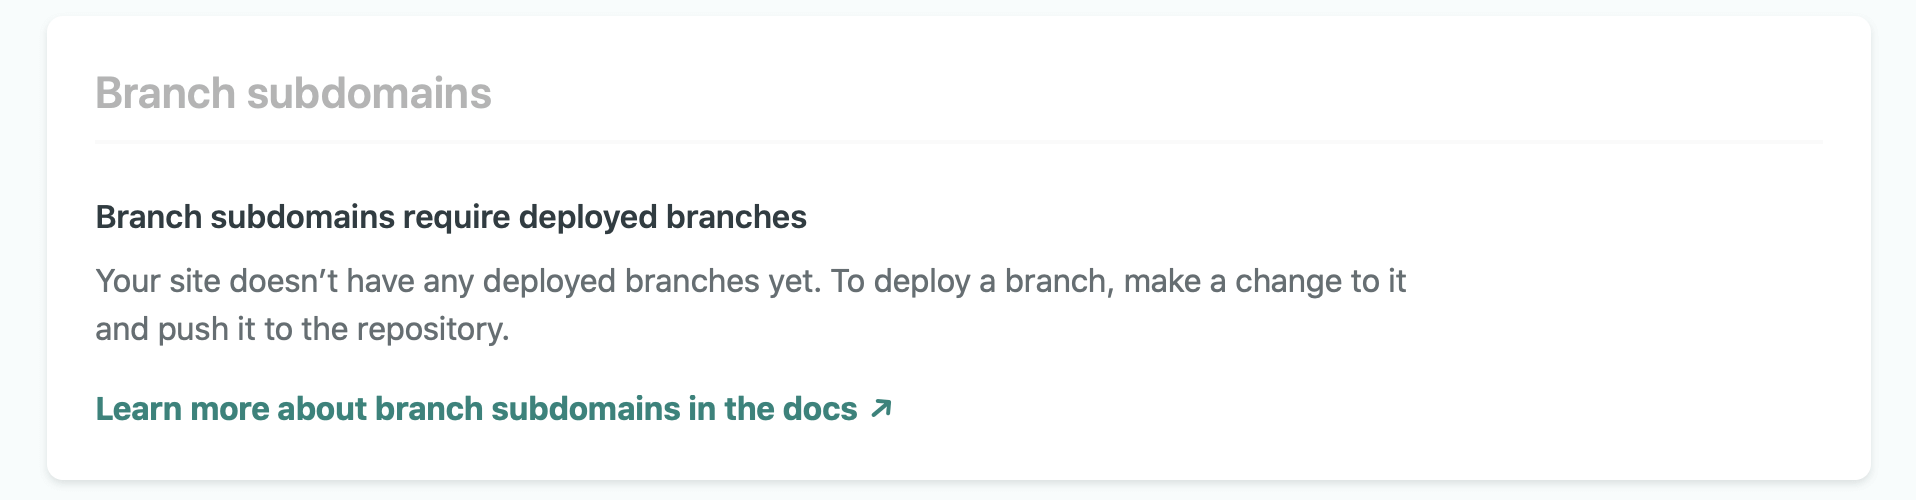 Branch subdomains
Branch subdomains require deployed branches
Your site doesn’t have any deployed branches yet. To deploy a branch, make a change to it
and push it to the repository.
Learn more about branch subdomains in the docs ↗